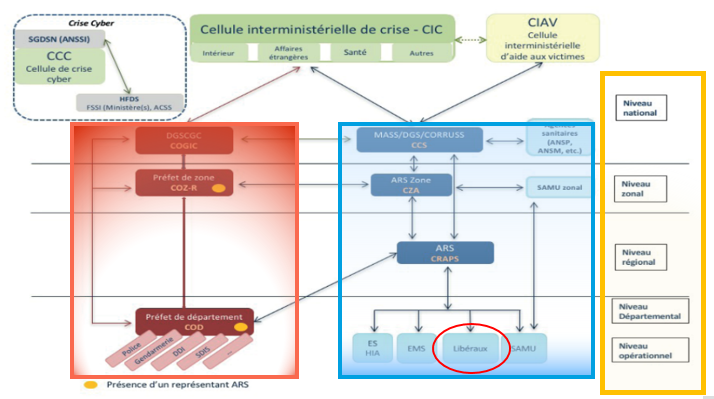 Crise Cyber
SGDSN (ANSSI)
CCC
Cellule de crise
cyber
HFDS
FSSI (Ministère(s), ACSS
Cellule interministérielle de crise - CIC
Intérieur
Affaires
étrangères
Santé
Autres
CIAV
Cellule
interministérielle
d'aide aux victimes
Niveau
national
DGSCGC
COGIC
MASS/DGS/CORRUSS
CCS
sanitaires
(ANSP,
ANSM, etc.)
Préfet de zone
COZ-R
ARS Zone
CZA
SAMU zonal
Niveau
zonal
ARS
CRAPS
Niveau
régional
Préfet de département
COD
Police
Gendarmerie
DDI
SDIS
...
ES
HIA
EMS
Libéraux
SAMU
Niveau
Départemental
Niveau
opérationnel
Présence d'un représentant ARS